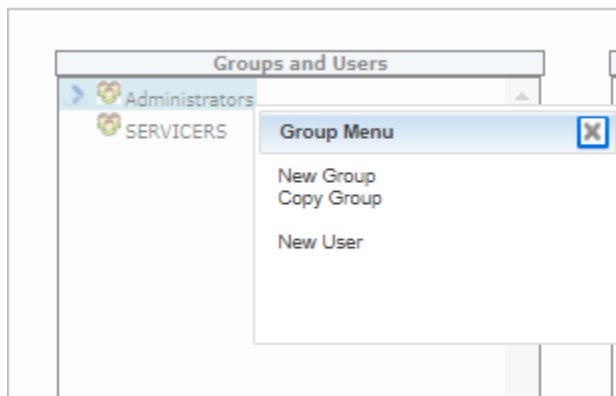 Groups and Users
Administrators
SERVICERS
Group Menu
New Group
Copy Group
New User